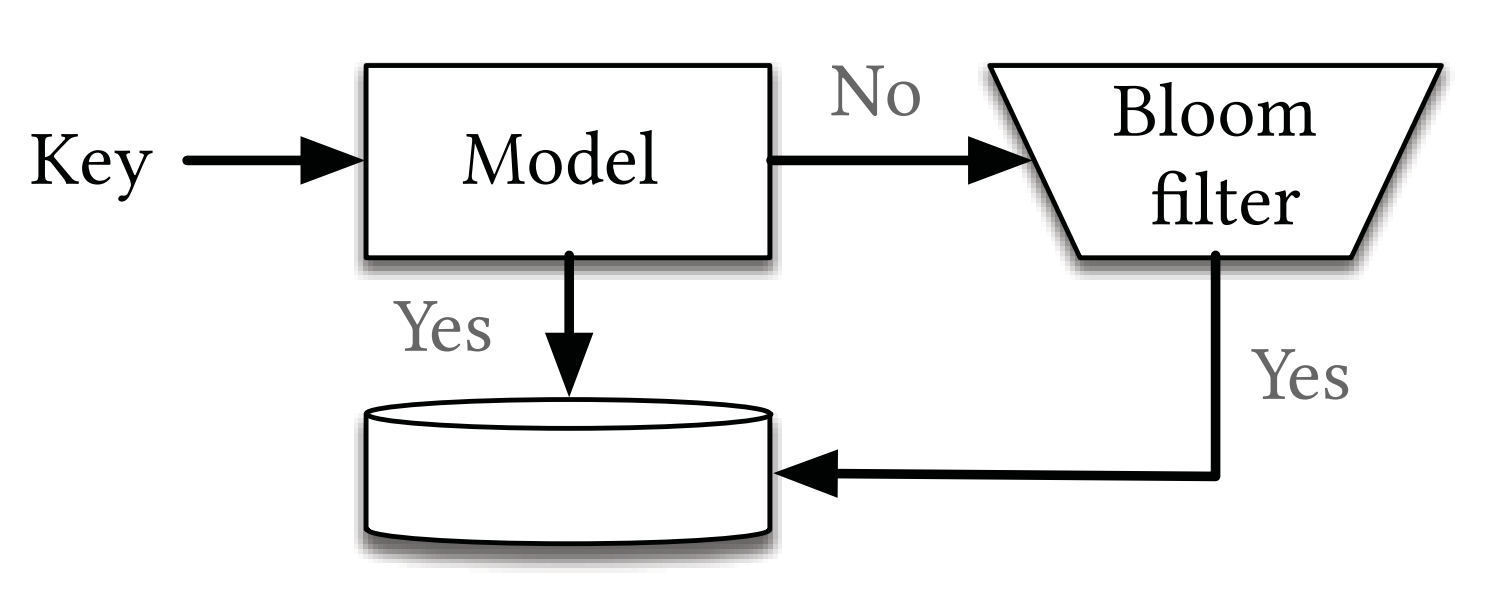 Key
Model
No
Bloom
filter
Yes
Yes